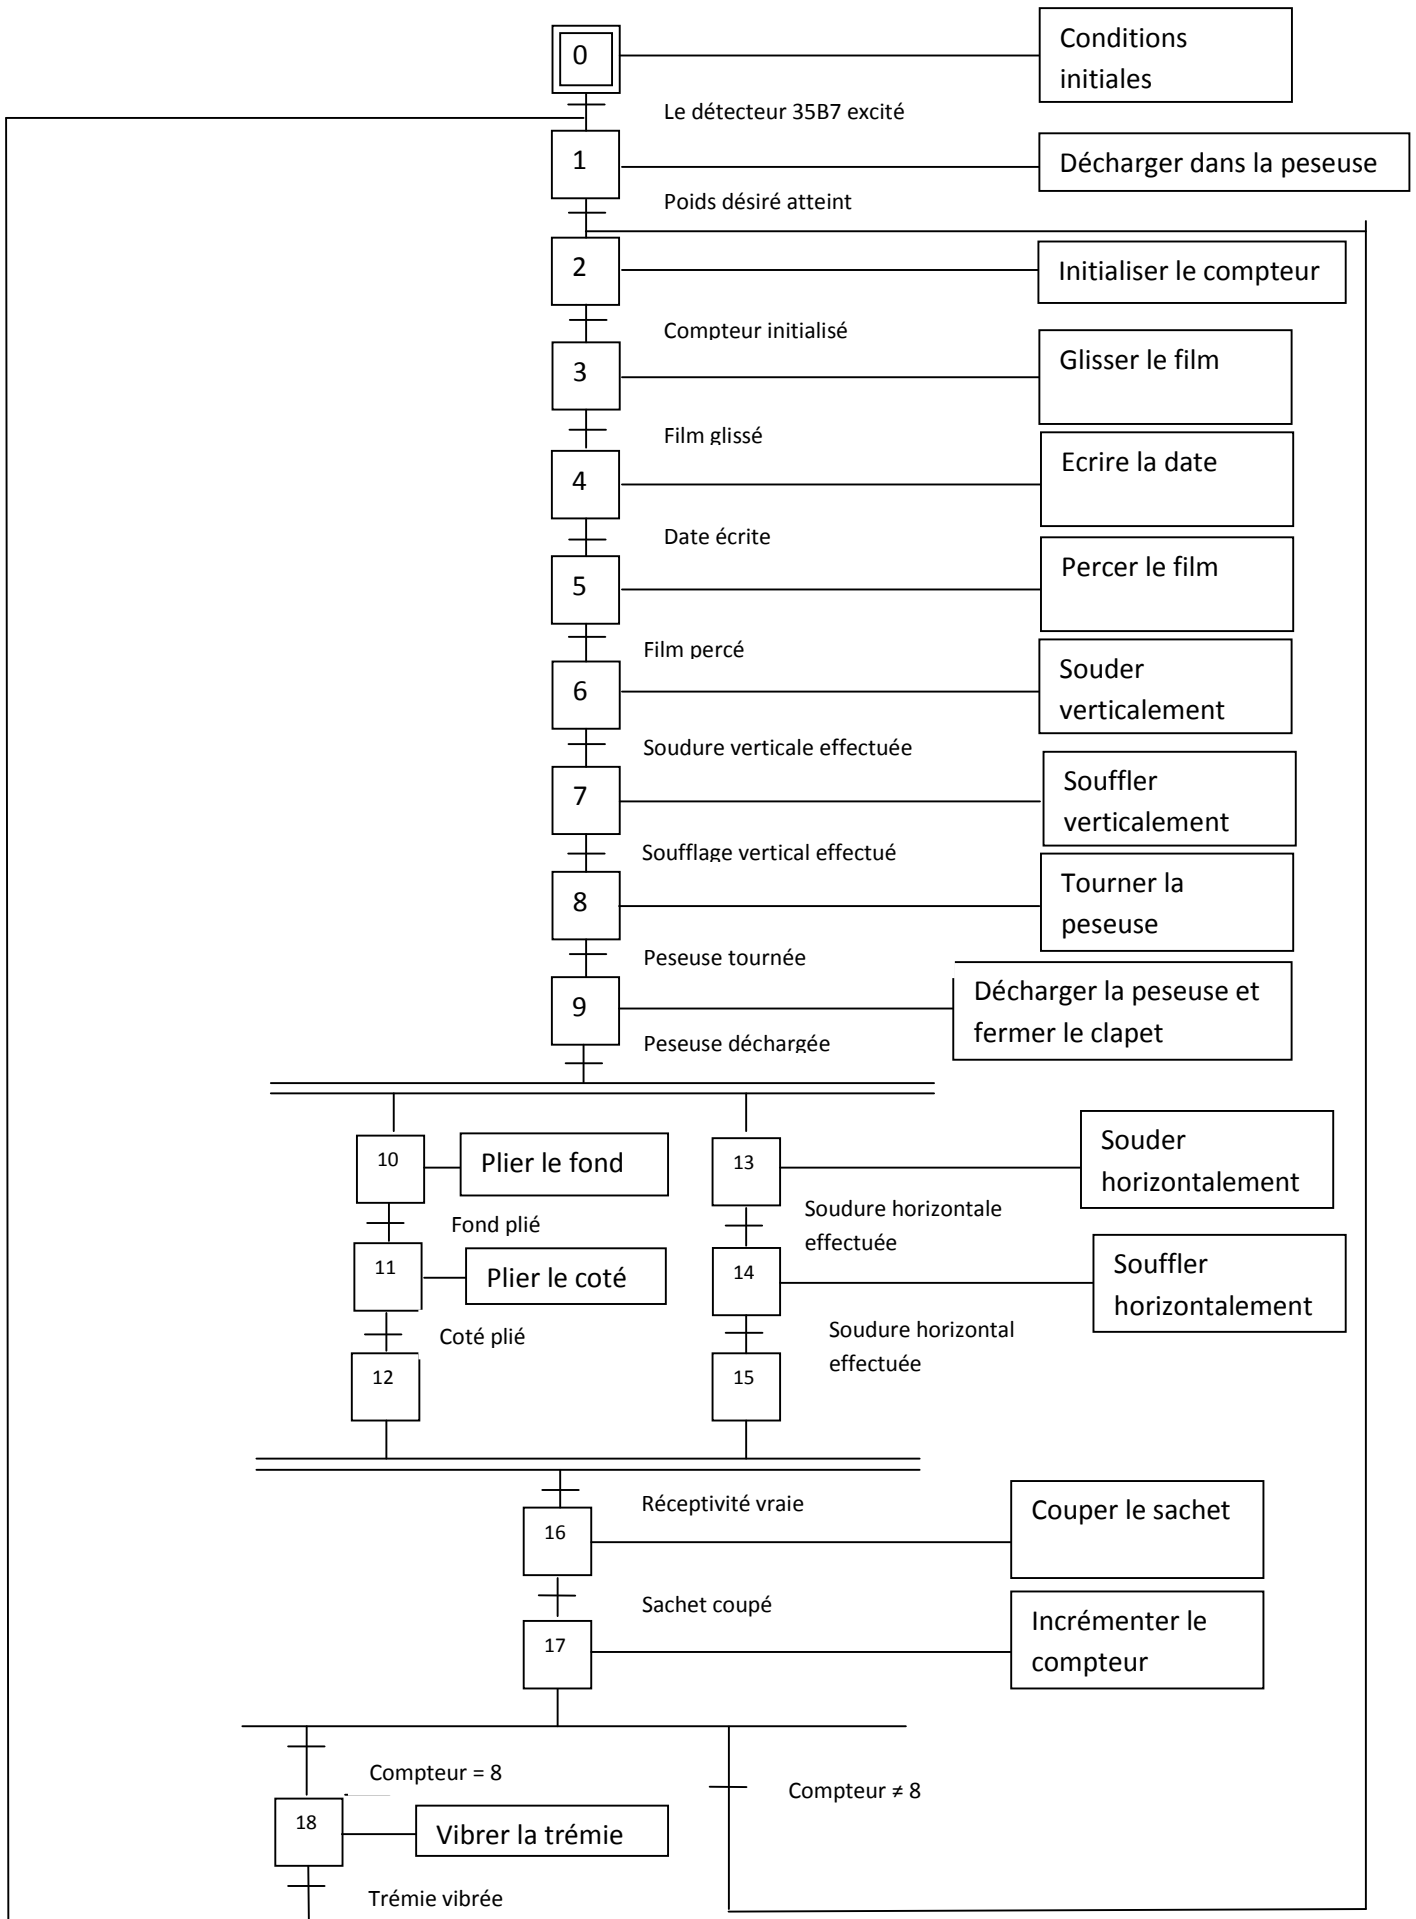 0
Conditions
initiales
Le détecteur 35B7 excité
1
Décharger dans la peseuse
Poids désiré atteint
2
Initialiser le compteur
Compteur initialisé
3
Glisser le film
Film glissé
4
Ecrire la date
Date écrite
5
Percer le film
Film percé
6
Souder
verticalement
Soudure verticale effectuée
7
Souffler
verticalement
Soufflage vertical effectué
8
Tourner la
peseuse
Peseuse tournée
9
Décharger la peseuse et
fermer le clapet
Peseuse déchargée
10
Plier le fond
13
Souder
horizontalement
Fond plié
Soudure horizontale
effectuée
11
Plier le coté
14
Souffler
horizontalement
Coté plié
Soudure horizontal
effectuée
12
15
Réceptivité vraie
16
Couper le sachet
Sachet coupé
17
Incrémenter le
compteur
Compteur = 8
Compteur ≠ 8
18
Vibrer la trémie
Trémie vibrée